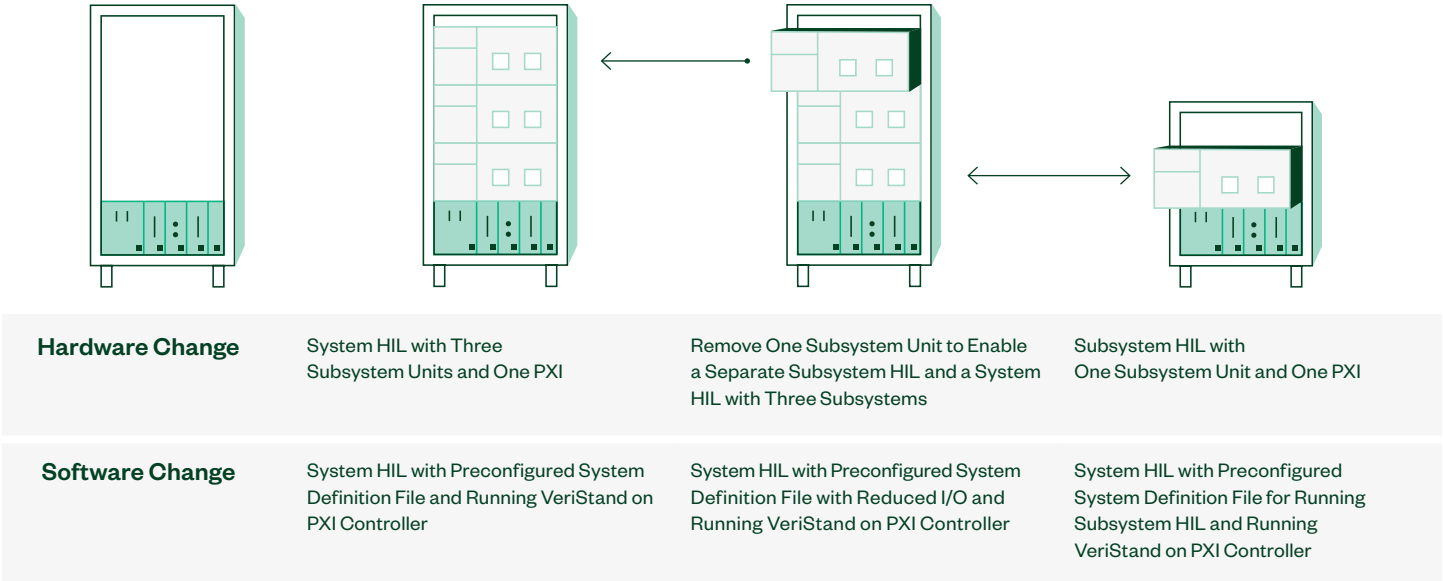 Hardware Change
System HIL with Three
Subsystem Units and One PXI
Remove One Subsystem Unit to Enable
a Separate Subsystem HIL and a System
HIL with Three Subsystems
Subsystem HIL with
One Subsystem Unit and One PXI
Software Change
System HIL with Preconfigured System
Definition File and Running VeriStand on
PXI Controller
System HIL with Preconfigured System
Definition File with Reduced I/O and
Running VeriStand on PXI Controller
System HIL with Preconfigured
System Definition File for Running
Subsystem HIL and Running
VeriStand on PXI Controller